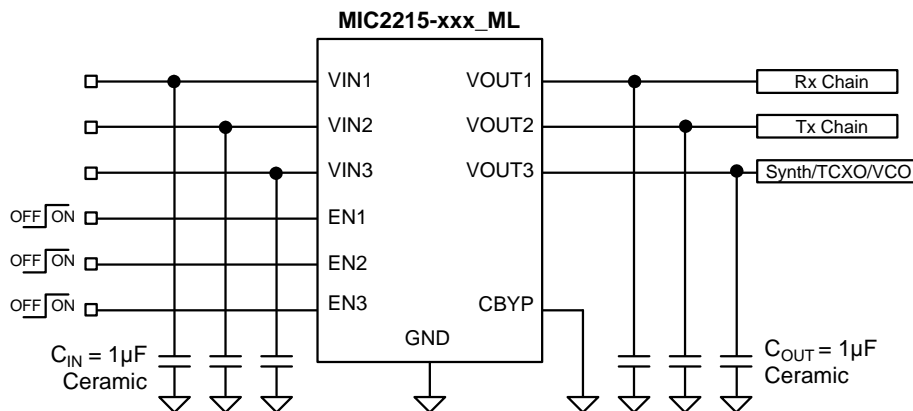 MIC2215-xxx_ML
VIN1
VOUT1
Rx Chain
VIN2
VOUT2
Tx Chain
VIN3
VOUT3
Synth/TCXO/VCO
OFF ON
EN1
OFF ON
EN2
OFF ON
EN3
CBYP
GND
CIN = 1µF
Ceramic
COUT = 1µF
Ceramic